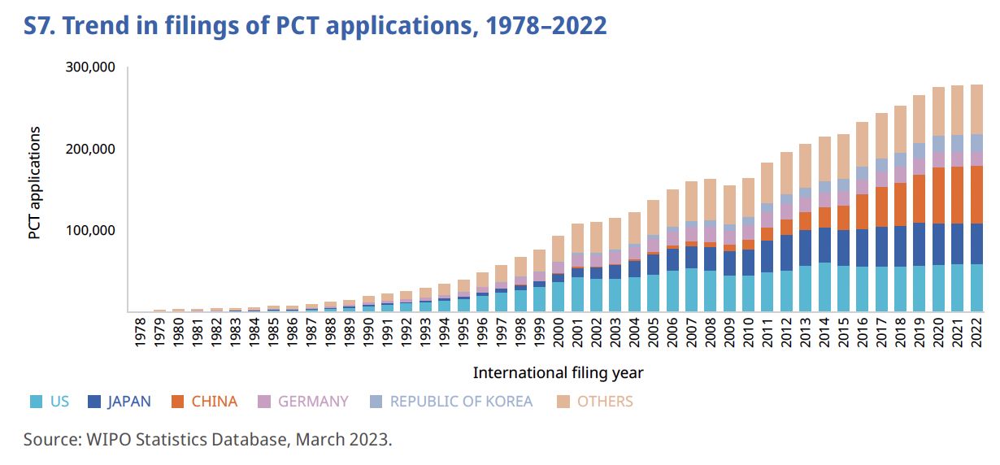 S7. Trend in filings of PCT applications, 1978–2022
300,000
200,000
100,000
PCT applications
1978 1979 1980 1981 1982 1983 1984 1985 1986 1987 1988 1989 1990 1991 1992 1993 1994 1995 1996 1997 1998 1999 2000 2001 2002 2003 2004 2005 2006 2007 2008 2009 2010 2011 2012 2013 2014 2015 2016 2017 2018 2019 2020 2021 2022
International filing year
US JAPAN CHINA GERMANY REPUBLIC OF KOREA OTHERS
Source: WIPO Statistics Database, March 2023.